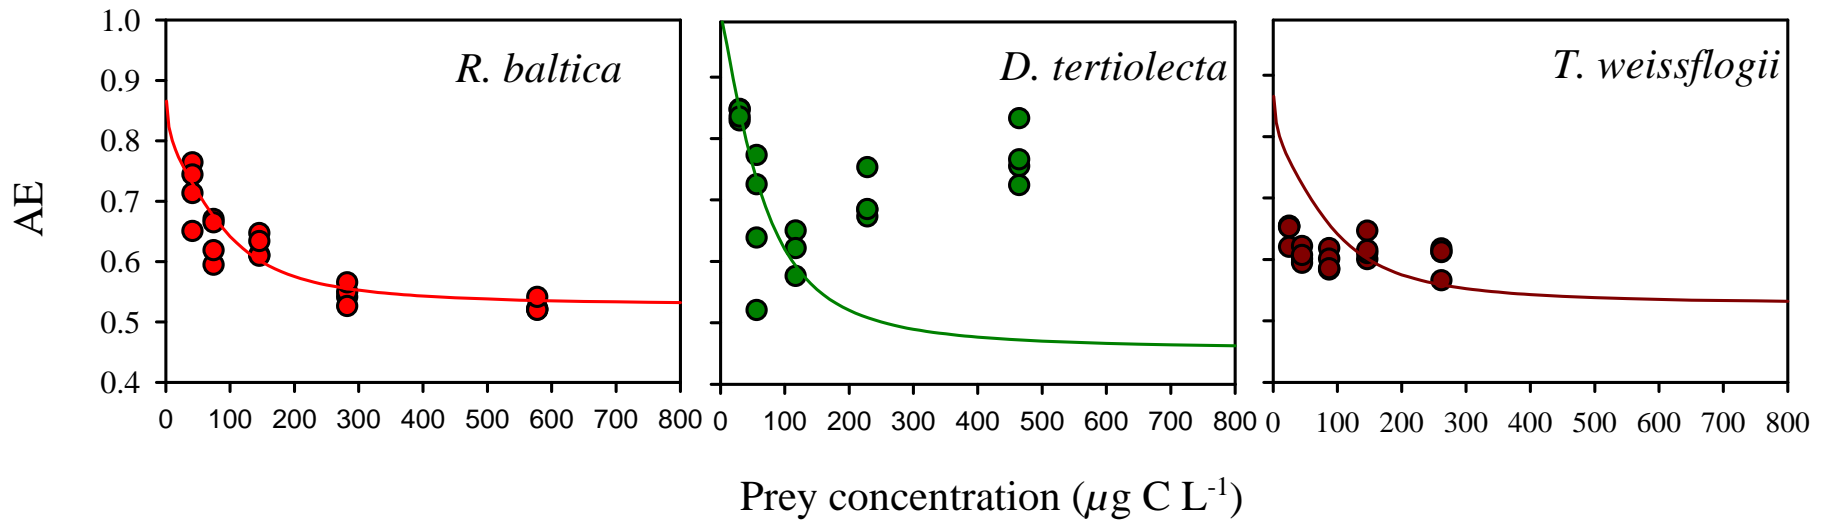 1.0
0.9
0.8
0.7
0.6
0.5
0.4
AE
R. baltica
D. tertiolecta
T. weissflogii
0 100 200 300 400 500 600 700 800
0 100 200 300 400 500 600 700 800
0 100 200 300 400 500 600 700 800
Prey concentration (µg C L⁻¹)